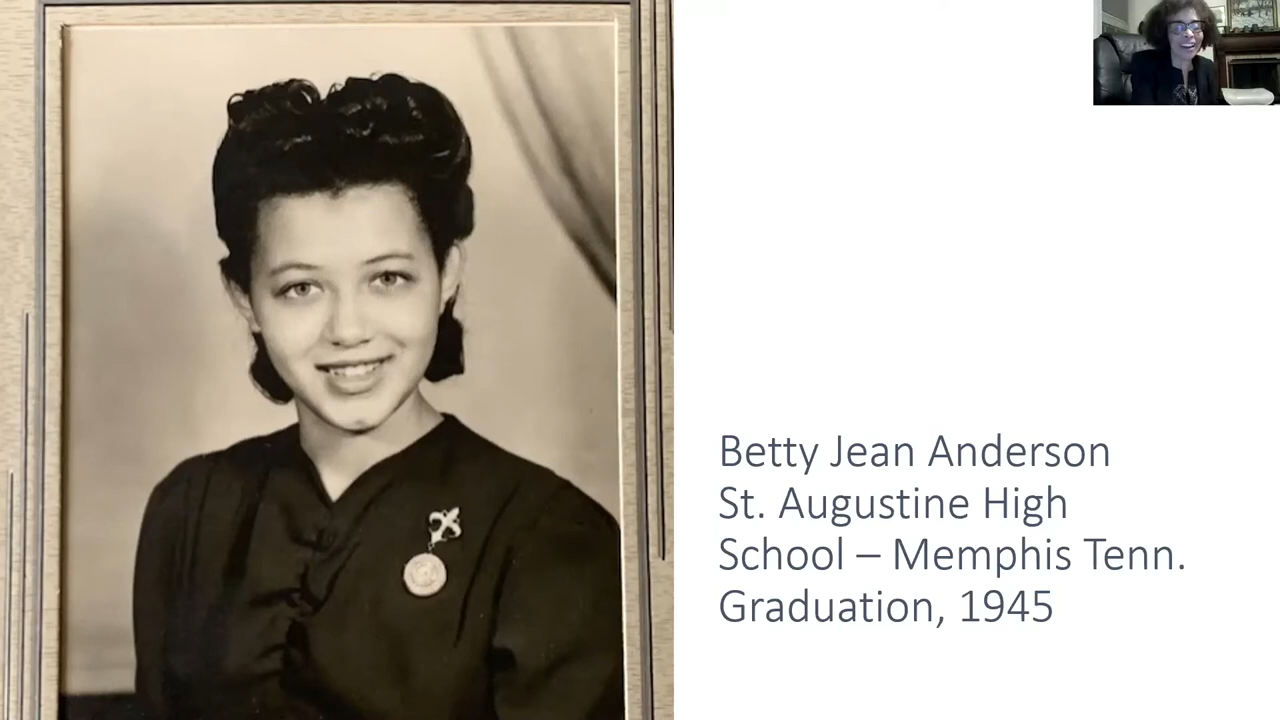 Betty Jean Anderson
St. Augustine High
School – Memphis Tenn.
Graduation, 1945